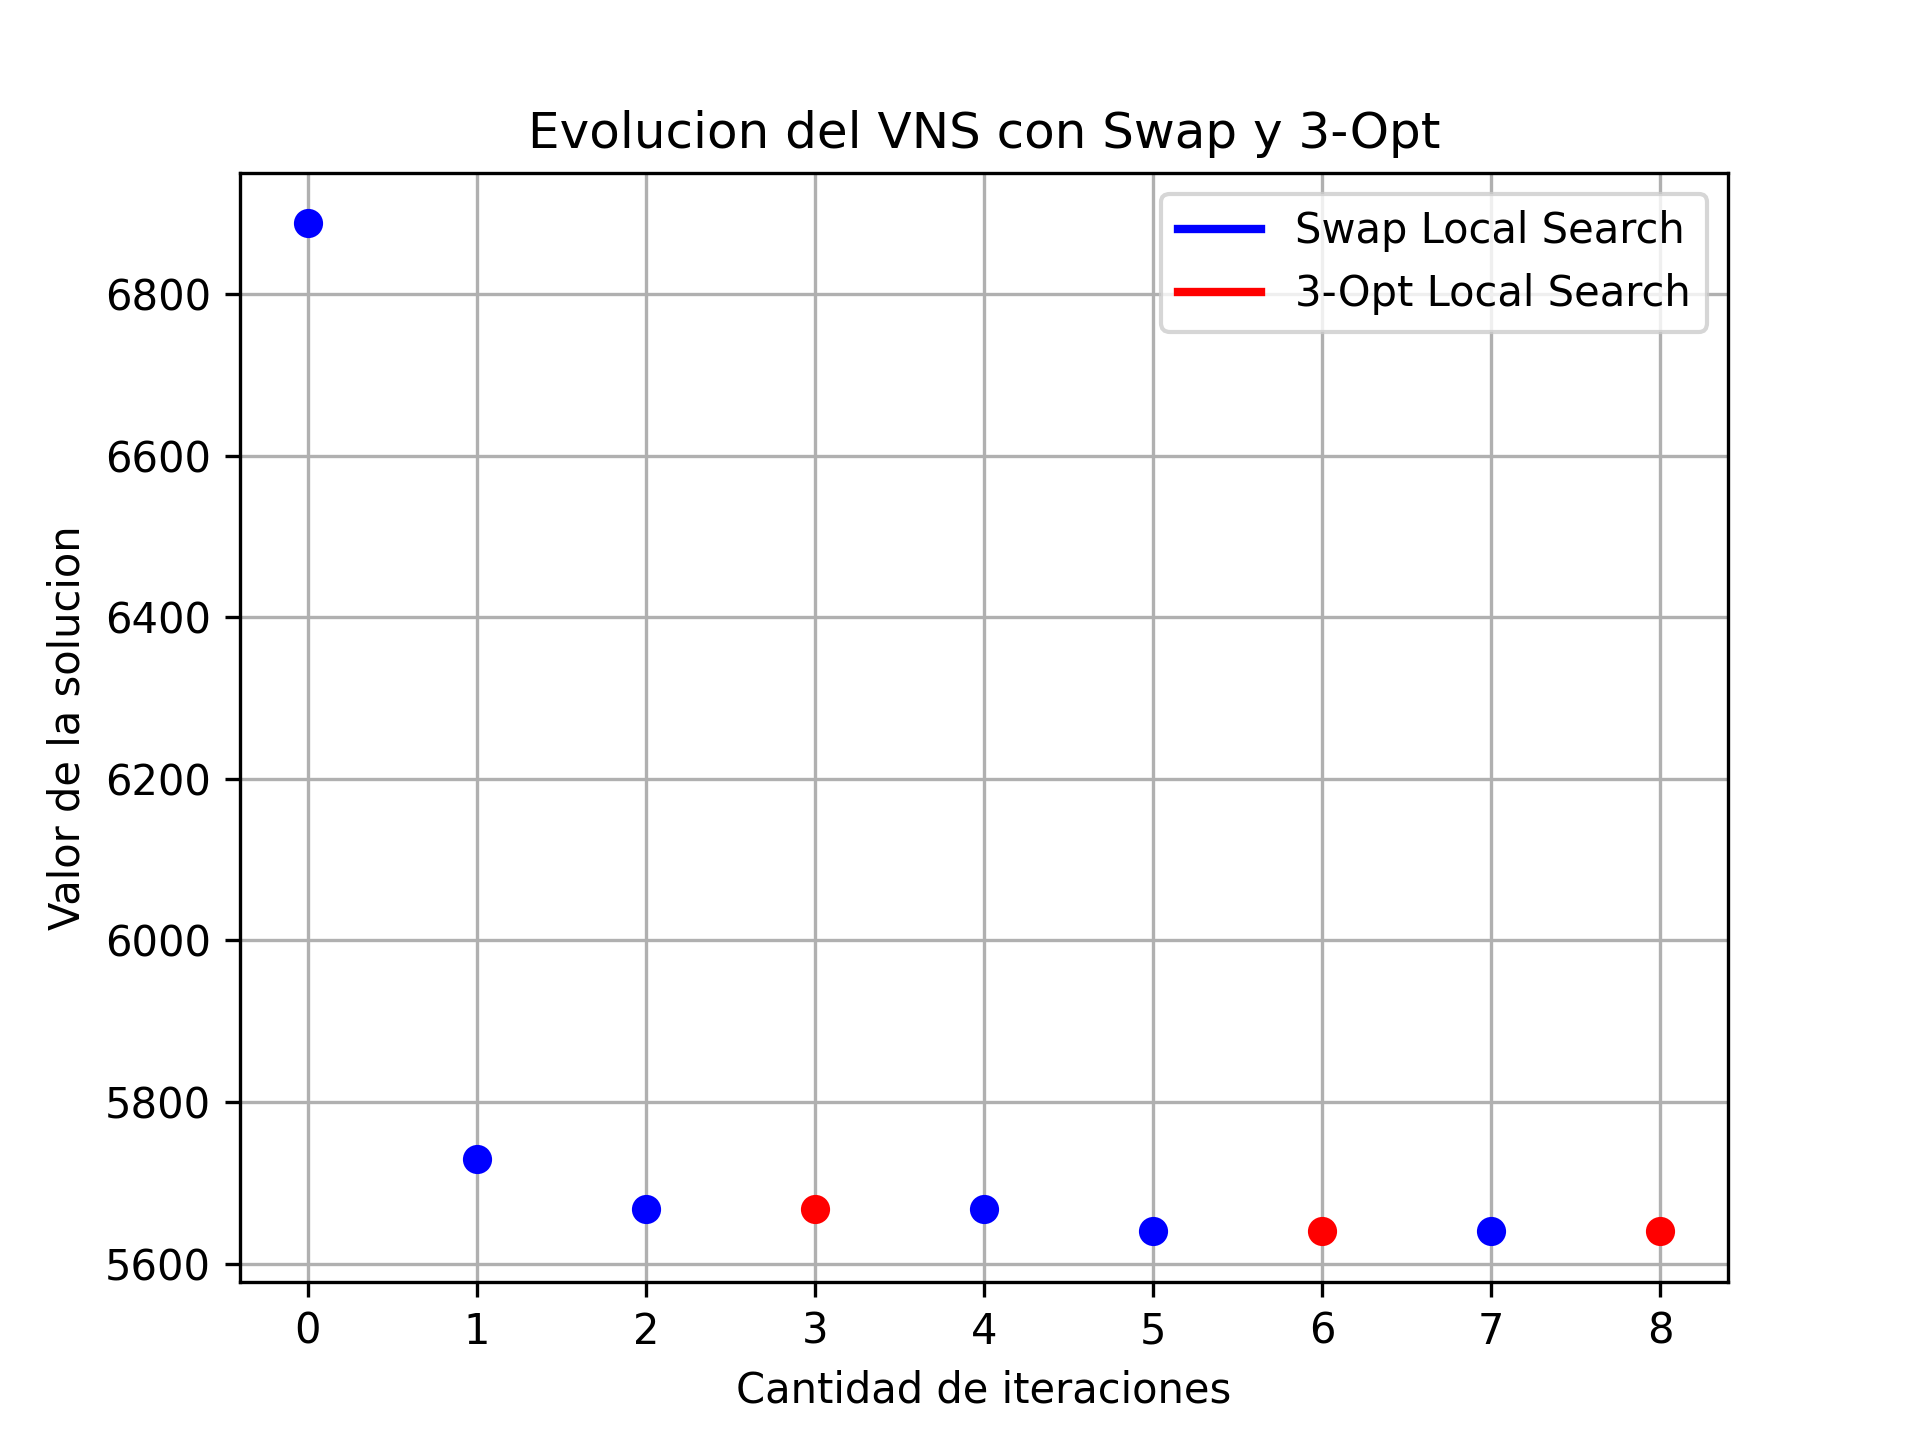 Evolucion del VNS con Swap y 3-Opt
Swap Local Search
3-Opt Local Search
Valor de la solucion
6800
6600
6400
6200
6000
5800
5600
0 1 2 3 4 5 6 7 8
Cantidad de iteraciones